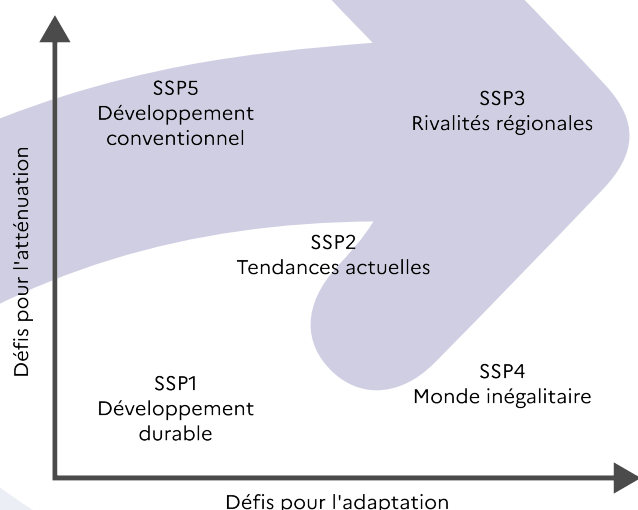 SSP5
Développement
conventionnel
SSP3
Rivalités régionales
SSP2
Tendances actuelles
SSP1
Développement
durable
SSP4
Monde inégalitaire
Défis pour l'atténuation
Défis pour l'adaptation